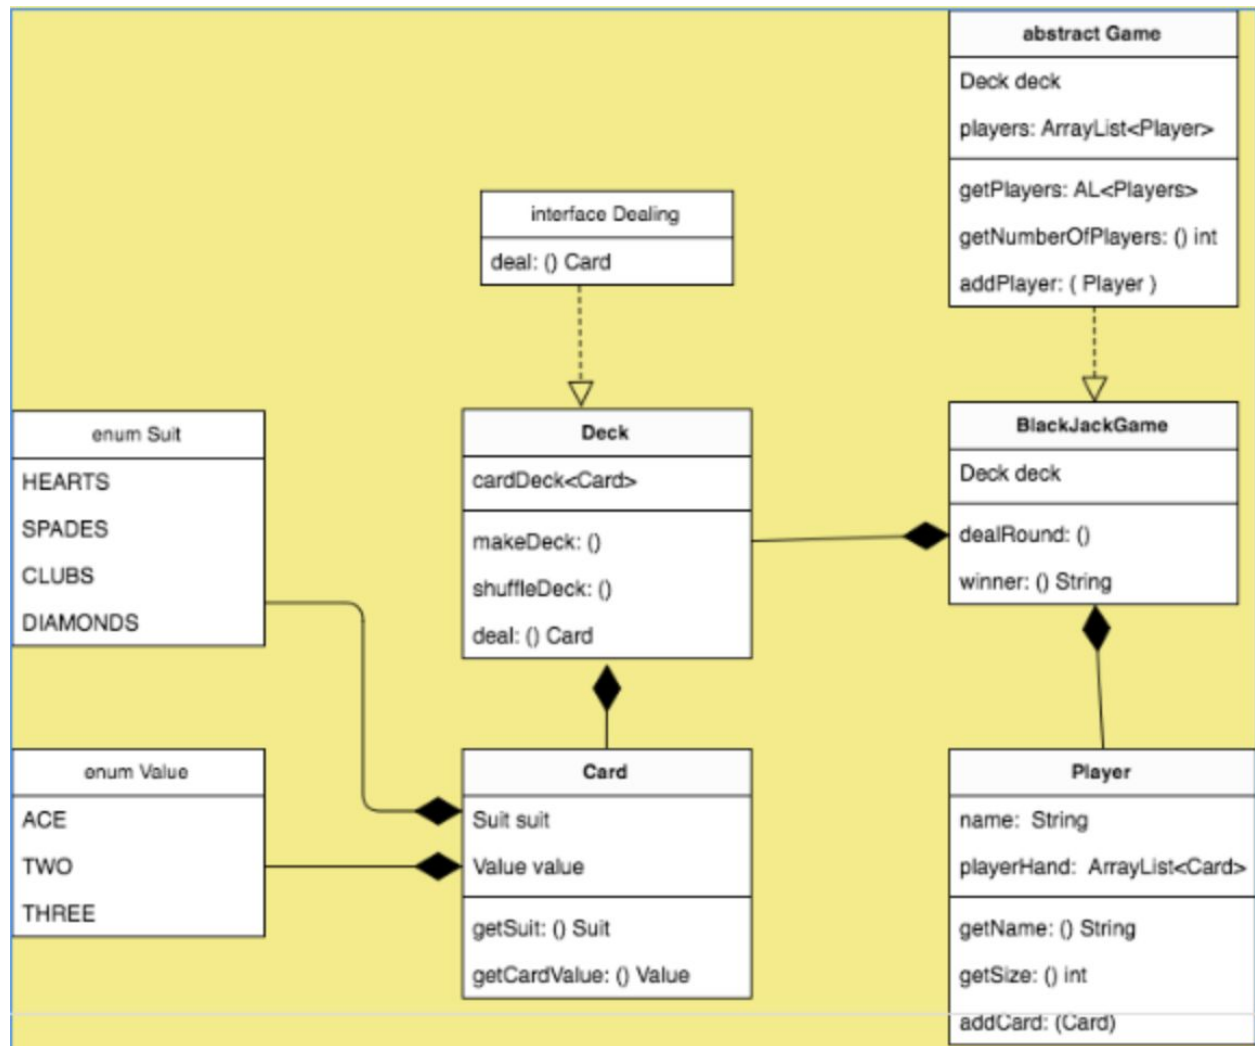 abstract Game
Deck deck
players: ArrayList<Player>
getPlayers: AL<Players>
getNumberOfPlayers: () int
addPlayer: ( Player )
interface Dealing
deal: () Card
enum Suit
HEARTS
SPADES
CLUBS
DIAMONDS
Deck
cardDeck<Card>
makeDeck: ()
shuffleDeck: ()
deal: () Card
BlackJackGame
Deck deck
dealRound: ()
winner: () String
enum Value
ACE
TWO
THREE
Card
Suit suit
Value value
getSuit: () Suit
getCardValue: () Value
Player
name: String
playerHand: ArrayList<Card>
getName: () String
getSize: () int
addCard: (Card)